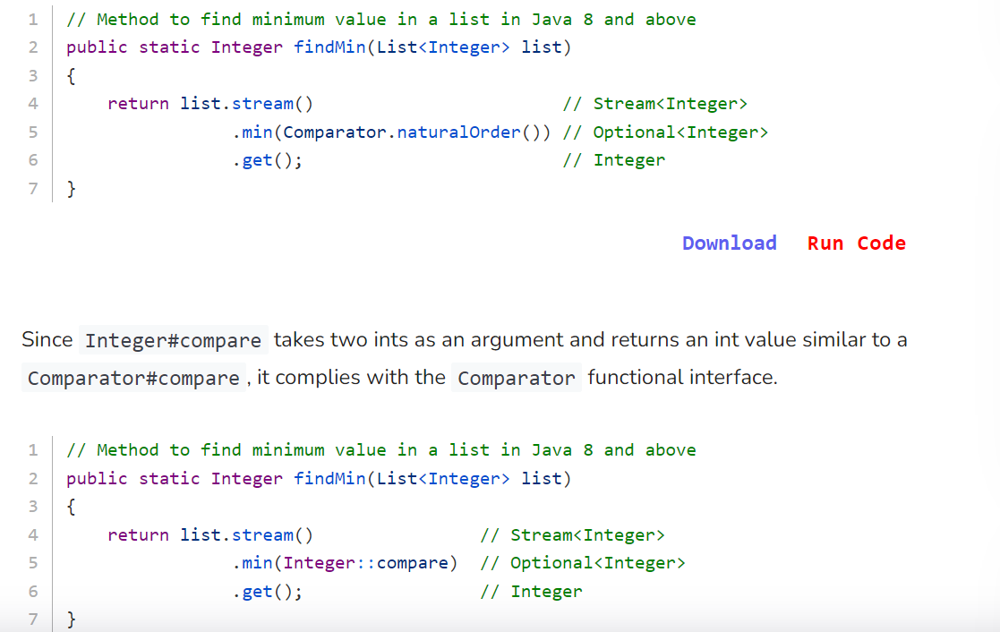 1 // Method to find minimum value in a list in Java 8 and above
2 public static Integer findMin(List<Integer> list)
3 {
4     return list.stream()                        // Stream<Integer>
5                 .min(Comparator.naturalOrder()) // Optional<Integer>
6                 .get();                         // Integer
7 }
Download Run Code
Since Integer#compare takes two ints as an argument and returns an int value similar to a
Comparator#compare, it complies with the Comparator functional interface.
1 // Method to find minimum value in a list in Java 8 and above
2 public static Integer findMin(List<Integer> list)
3 {
4     return list.stream()                // Stream<Integer>
5                 .min(Integer::compare)  // Optional<Integer>
6                 .get();                 // Integer
7 }